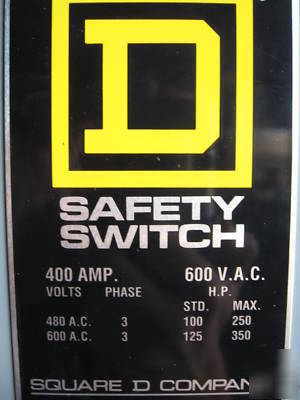 D
SAFETY
SWITCH
400 AMP. 600 V.A.C.
VOLTS PHASE H.P.
STD. MAX.
480 A.C. 3 100 250
600 A.C. 3 125 350
SQUARE D COMPAN